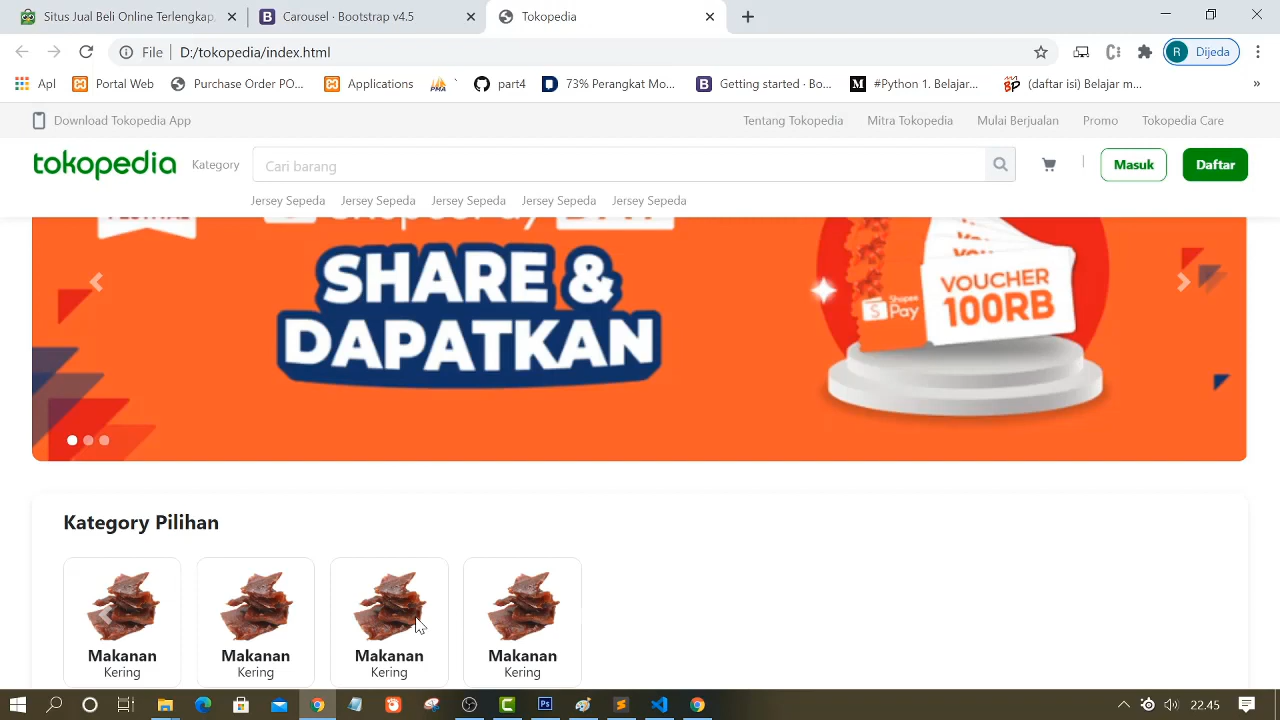 Situs Jual Beli Online Terlengkap
Carousel · Bootstrap v4.5
Tokopedia
File
D:/tokopedia/index.html
R
Dijeda
Apl
Portal Web
Purchase Order PO...
Applications
PMA
part4
73% Perangkat Mo...
B
Getting started · Bo...
M
#Python 1. Belajar...
(daftar isi) Belajar m...
»
Download Tokopedia App
Tentang Tokopedia
Mitra Tokopedia
Mulai Berjualan
Promo
Tokopedia Care
tokopedia
Kategory
Cari barang
Masuk
Daftar
Jersey Sepeda
Jersey Sepeda
Jersey Sepeda
Jersey Sepeda
Jersey Sepeda
SHARE &
DAPATKAN
VOUCHER
100RB
Shopee
Pay
Kategory Pilihan
Makanan
Kering
Makanan
Kering
Makanan
Kering
Makanan
Kering
Ps
22.45